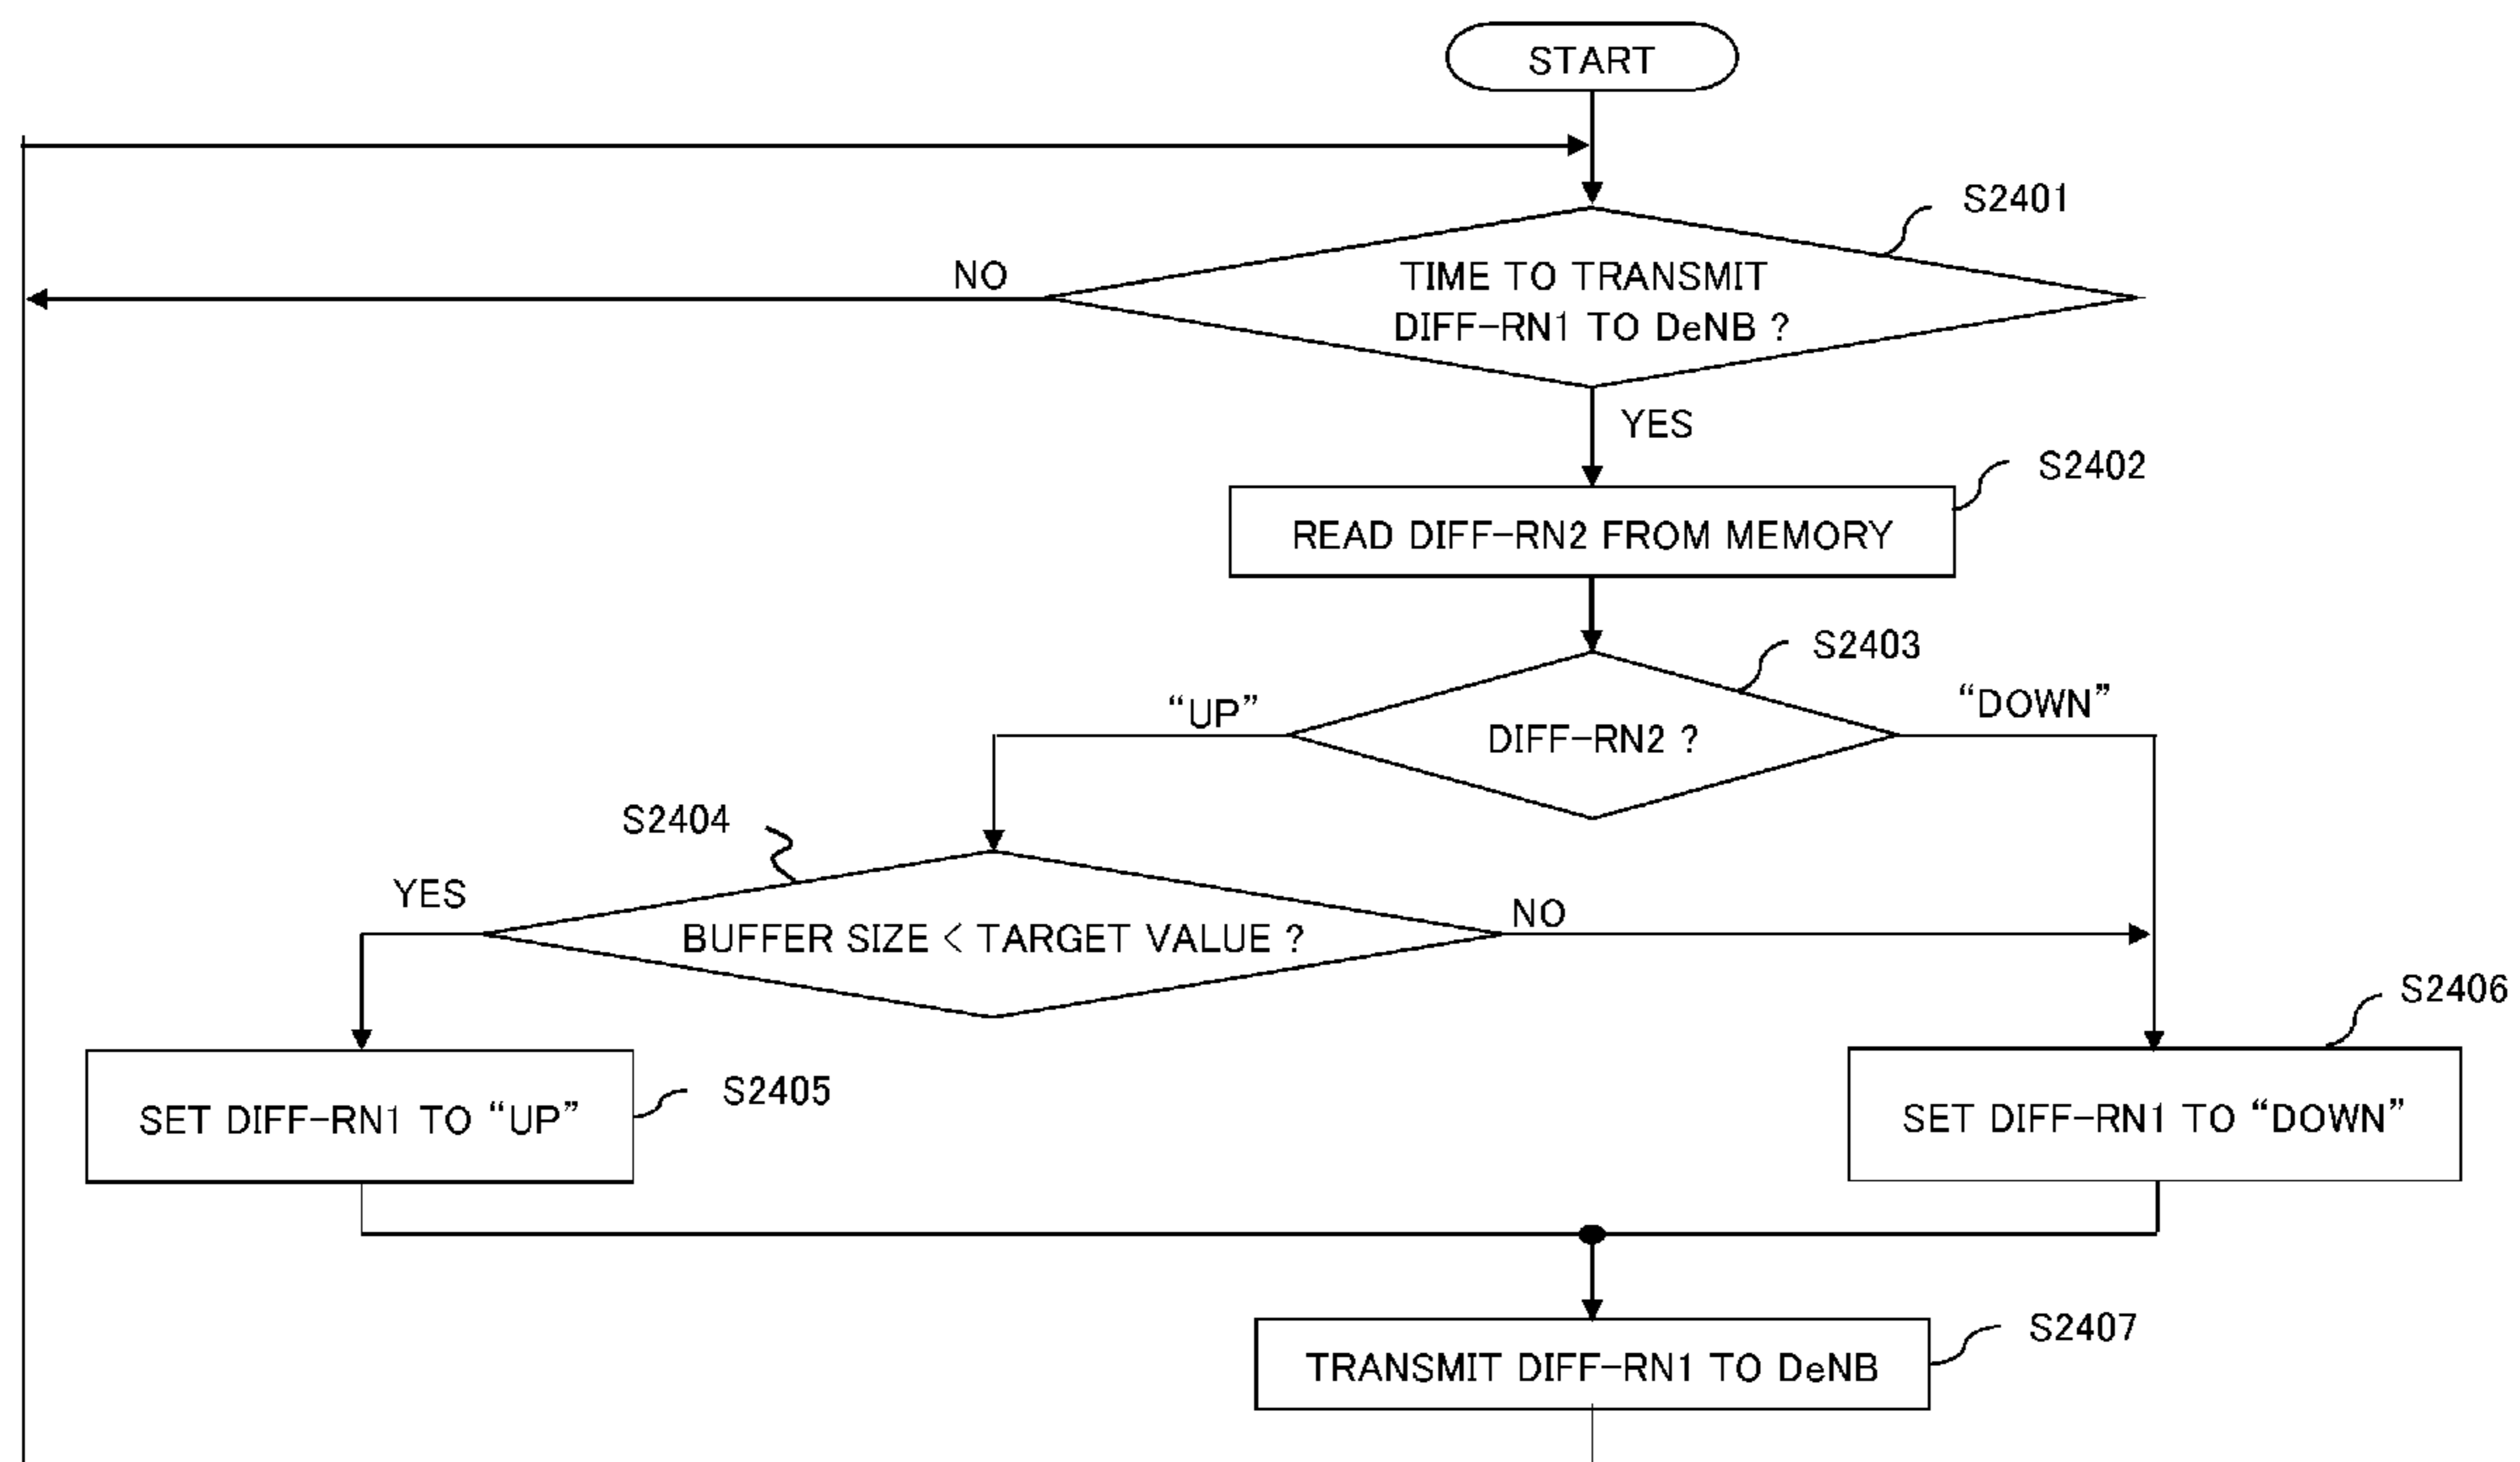 START
S2401
NO
TIME TO TRANSMIT
DIFF-RN1 TO DeNB ?
YES
S2402
READ DIFF-RN2 FROM MEMORY
S2403
“UP”
“DOWN”
DIFF-RN2 ?
S2404
YES
NO
BUFFER SIZE < TARGET VALUE ?
S2406
S2405
SET DIFF-RN1 TO “UP”
SET DIFF-RN1 TO “DOWN”
S2407
TRANSMIT DIFF-RN1 TO DeNB